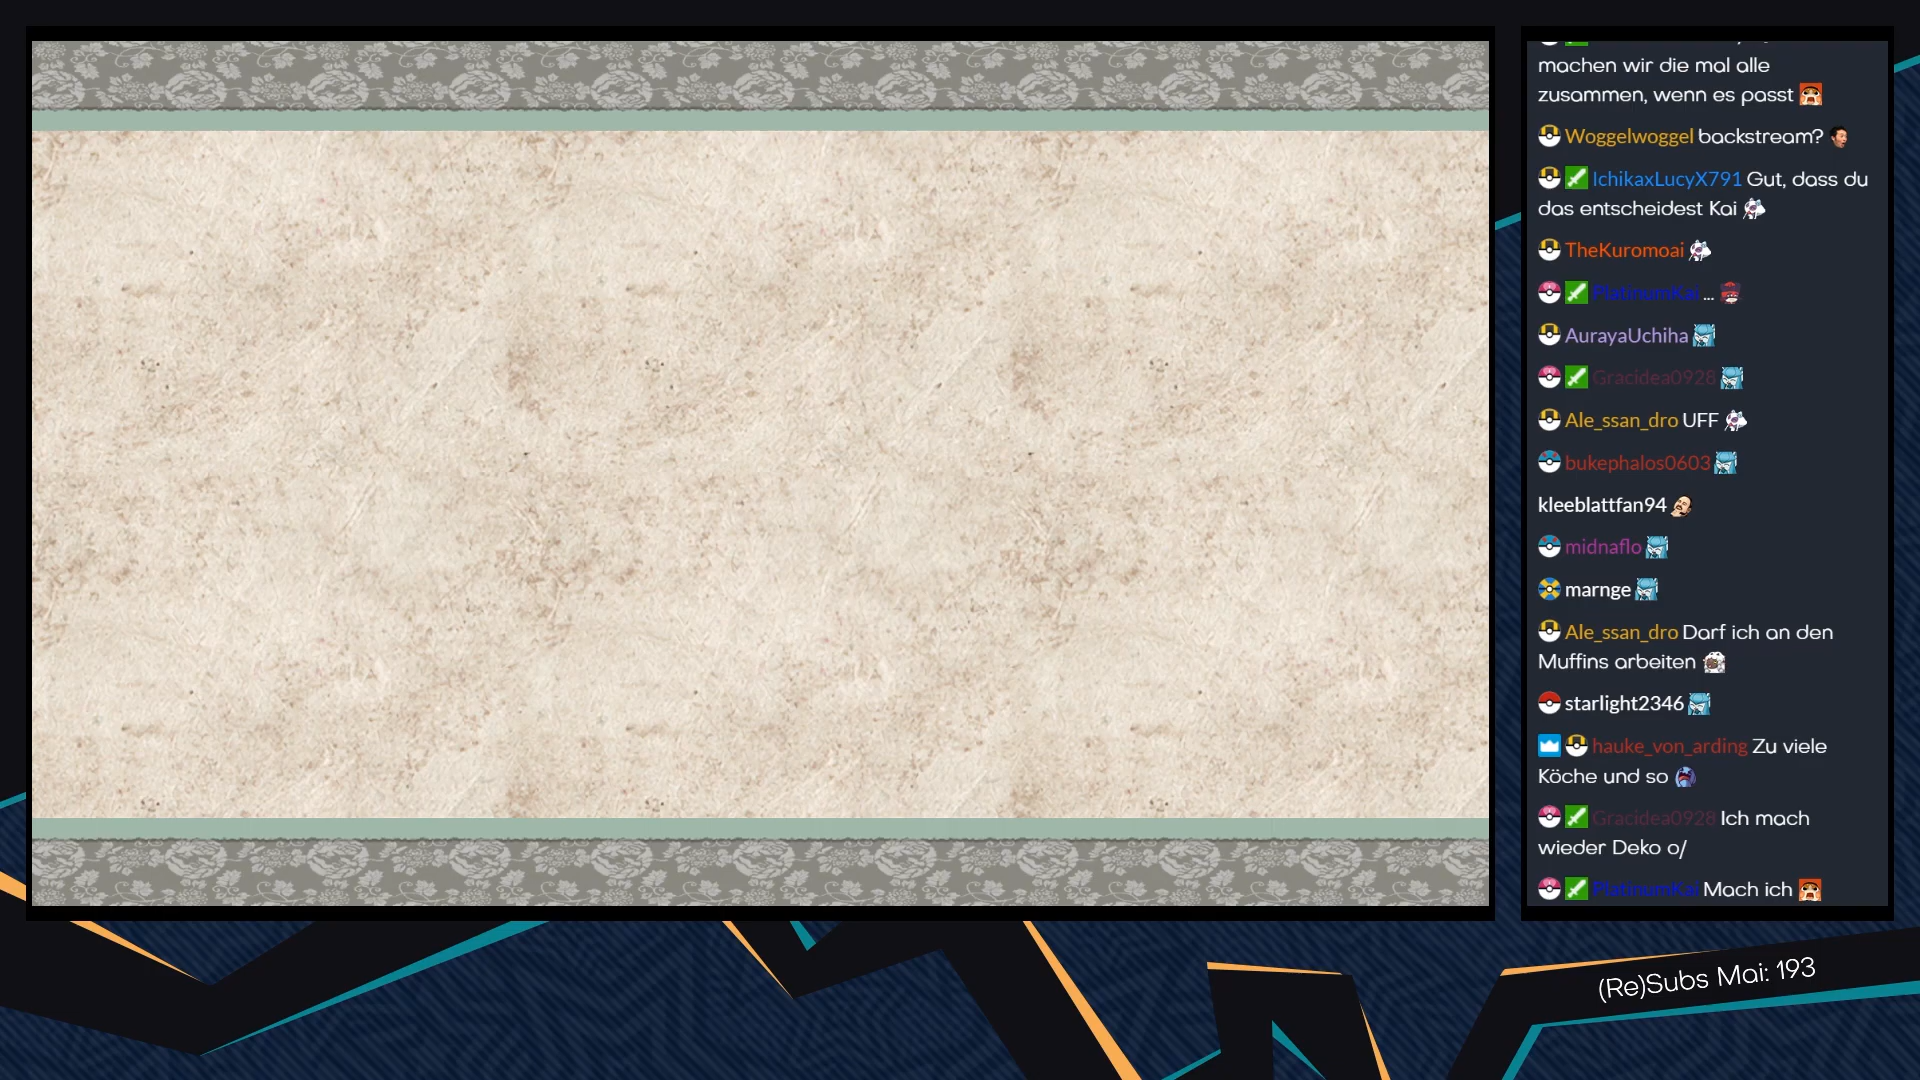 machen wir die mal alle
zusammen, wenn es passt
Woggelwoggel backstream?
IchikaxLucyX791 Gut, dass du
das entscheidest Kai
TheKuromoai
PlatinumKai ...
AurayaUchiha
Gracidea0928
Ale_ssan_dro UFF
bukephalos0603
kleeblattfan94
midnaflo
marnge
Ale_ssan_dro Darf ich an den
Muffins arbeiten
starlight2346
hauke_von_arding Zu viele
Köche und so
Gracidea0928 Ich mach
wieder Deko o/
PlatinumKai Mach ich
(Re)Subs Mai: 193